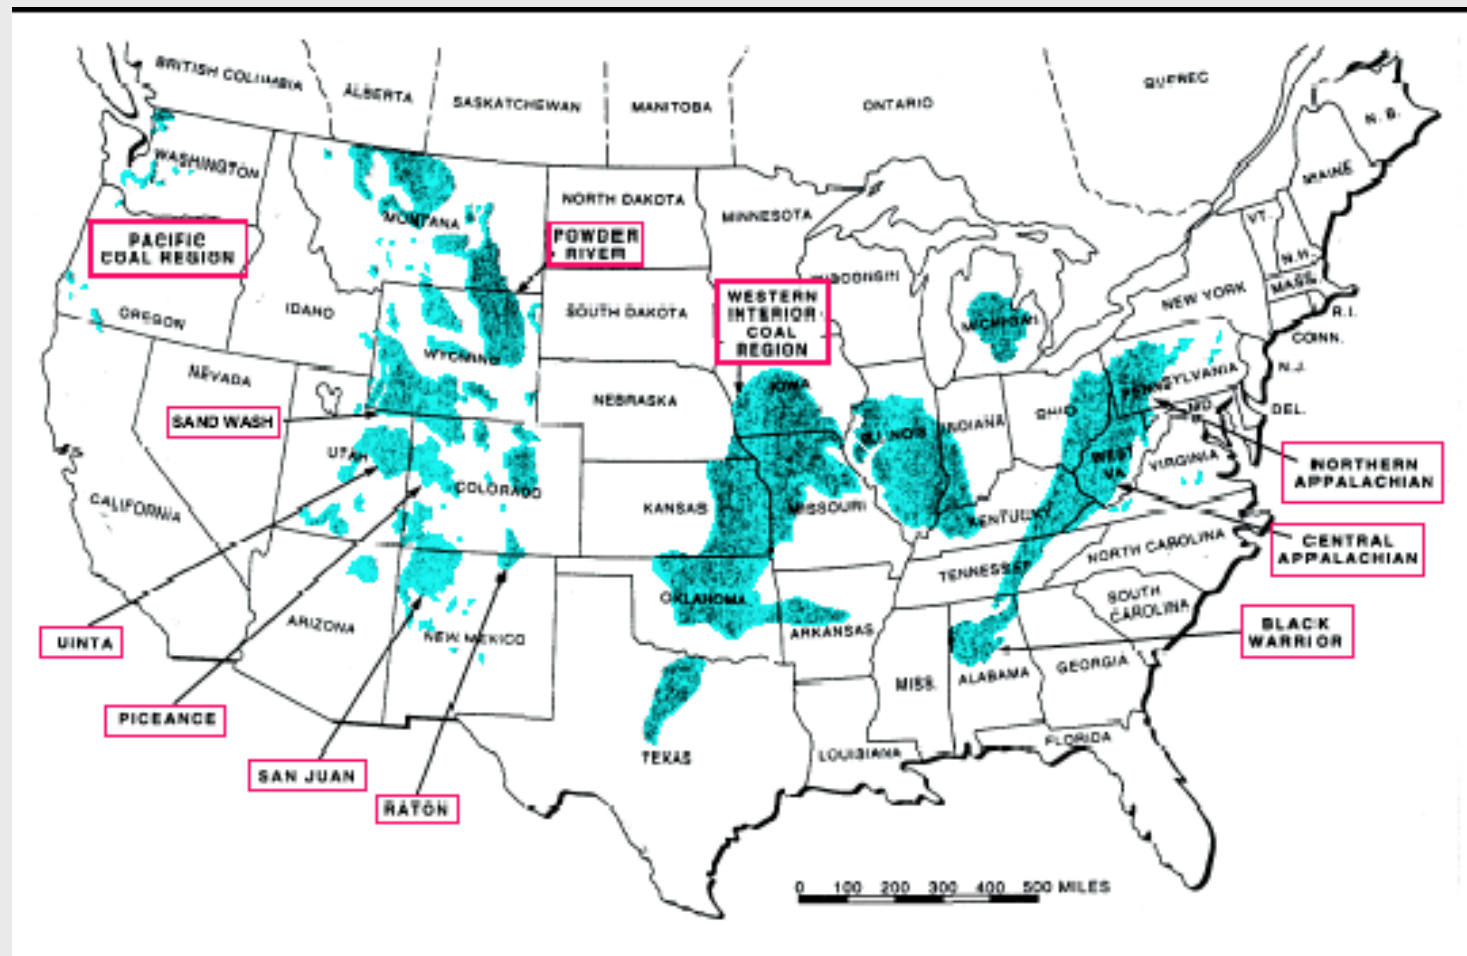 BRITISH COLUMBIA
ALBERTA
SASKATCHEWAN
MANITOBA
ONTARIO
QUEBEC
N. B.
WASHINGTON
MONTANA
NORTH DAKOTA
MINNESOTA
MAINE
VT.
N.H.
MASS.
R.I.
CONN.
NEW YORK
WISCONSIN
MICHIGAN
PACIFIC
COAL REGION
POWDER
RIVER
WESTERN
INTERIOR
COAL
REGION
OREGON
IDAHO
SOUTH DAKOTA
WYOMING
NEVADA
NEBRASKA
IOWA
ILLINOIS
INDIANA
OHIO
PENNSYLVANIA
N.J.
MD.
DEL.
SAND WASH
UTAH
COLORADO
CALIFORNIA
KANSAS
MISSOURI
KENTUCKY
WEST
VA
VIRGINIA
NORTHERN
APPALACHIAN
CENTRAL
APPALACHIAN
NORTH CAROLINA
TENNESSEE
SOUTH
CAROLINA
ARIZONA
NEW MEXICO
OKLAHOMA
ARKANSAS
MISS.
ALABAMA
GEORGIA
BLACK
WARRIOR
UINTA
PICEANCE
SAN JUAN
RATON
TEXAS
LOUISIANA
FLORIDA
0 100 200 300 400 500 MILES